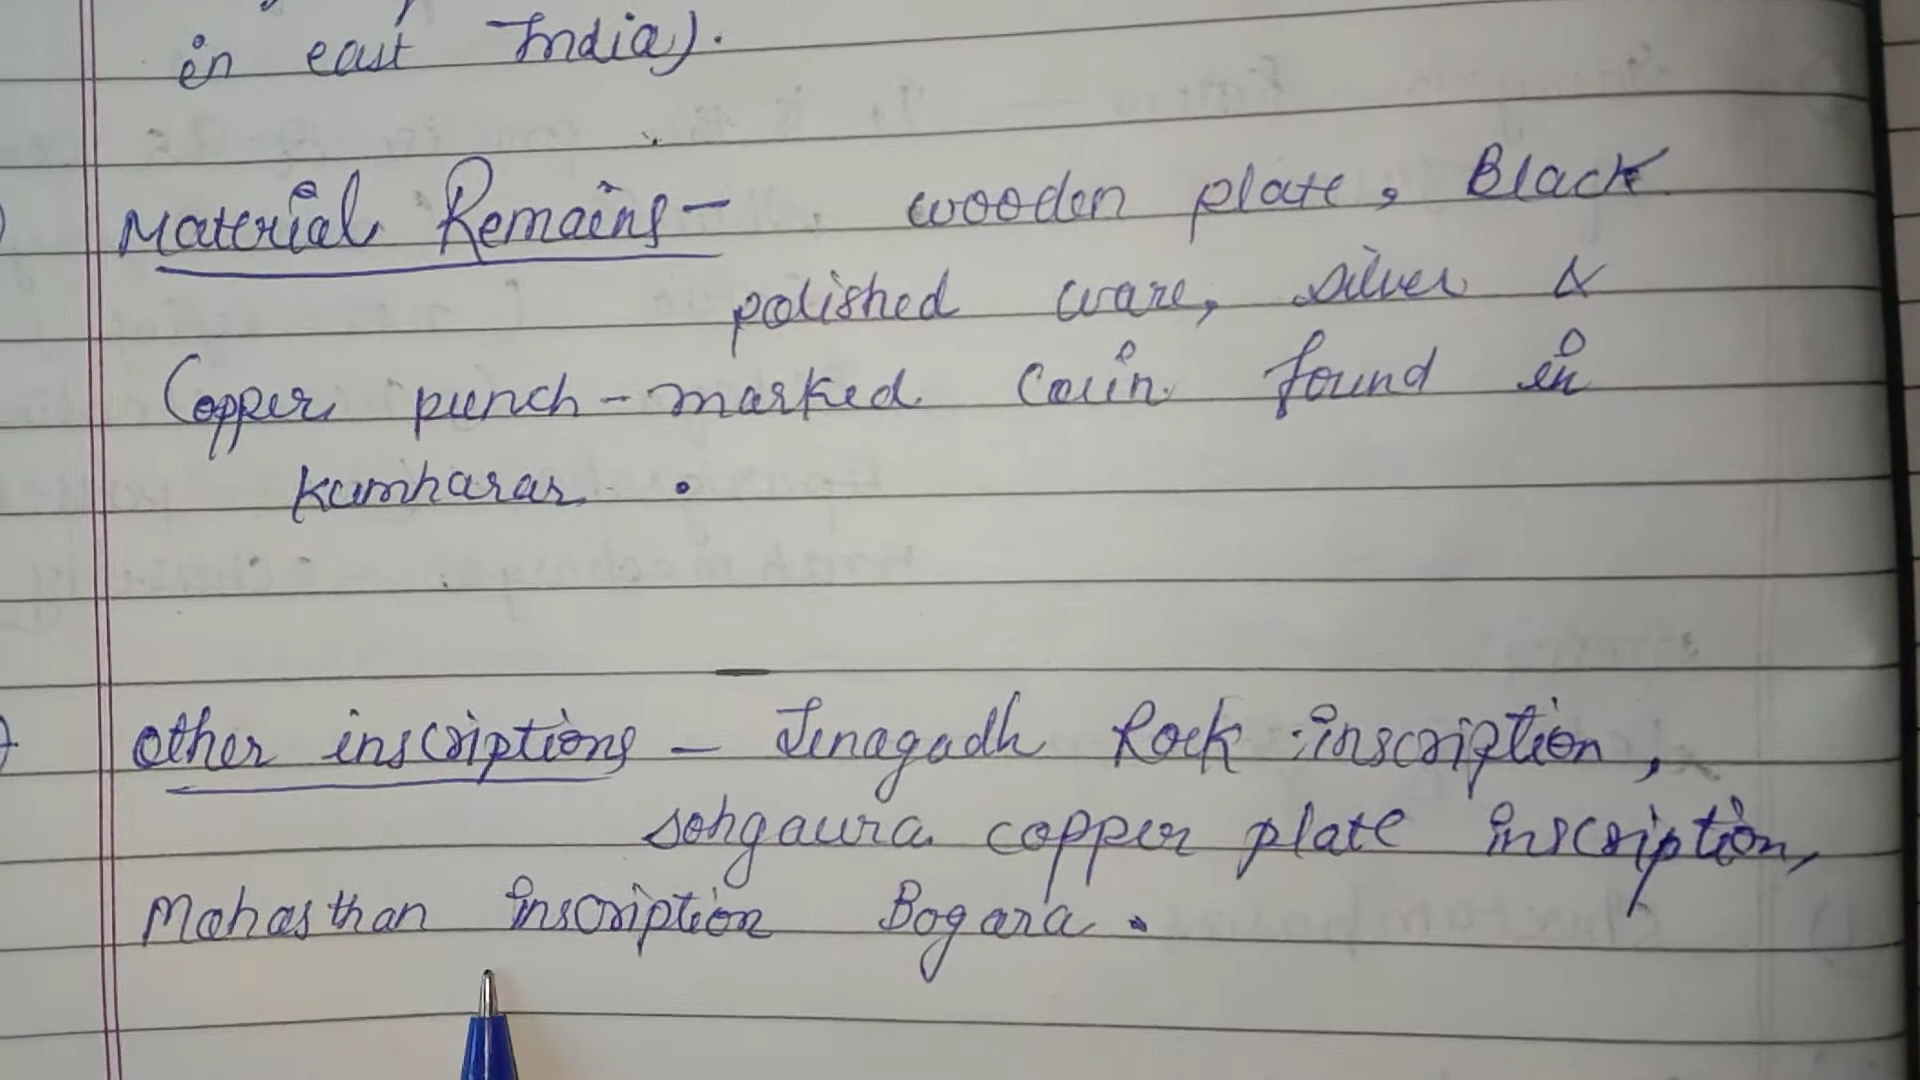 in east India).
Material Remains - wooden plate, Black
polished ware, silver &
Copper punch-marked Coin found in
kumharar.
Other inscriptions - Junagadh Rock inscription,
sohgaura copper plate inscription,
Mahasthan inscription Bogara.